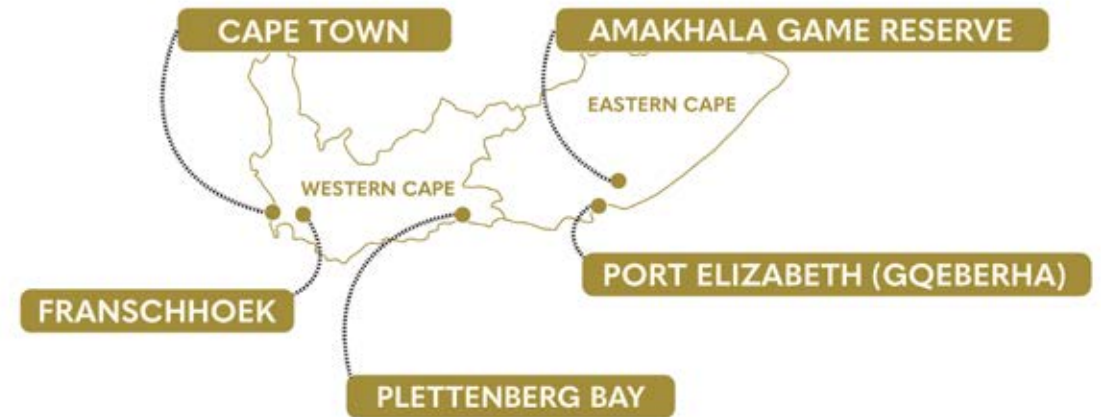 CAPE TOWN
AMAKHALA GAME RESERVE
EASTERN CAPE
WESTERN CAPE
PORT ELIZABETH (GQEBERHA)
FRANSCHHOEK
PLETTENBERG BAY